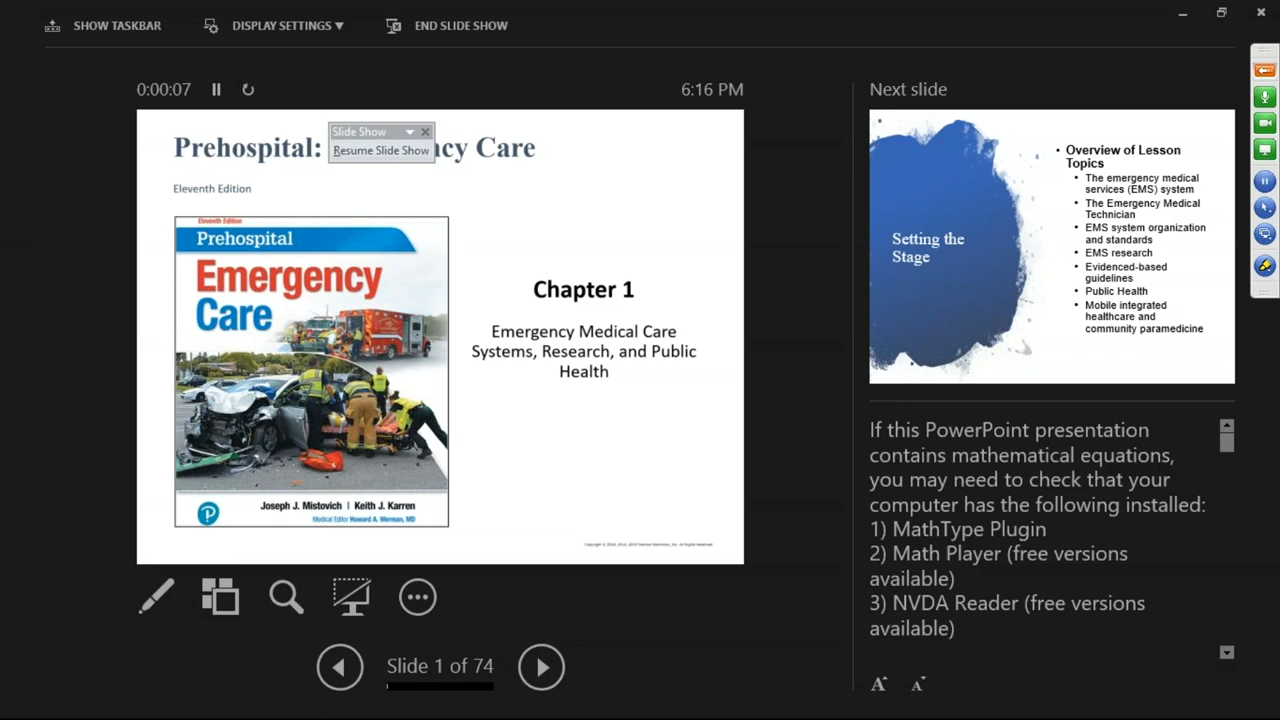 SHOW TASKBAR
DISPLAY SETTINGS ▼
END SLIDE SHOW
0:00:07
6:16 PM
Slide Show
Resume Slide Show
Prehospital: cy Care
Eleventh Edition
Eleventh Edition
Prehospital
Emergency
Care
Joseph J. Mistovich | Keith J. Karren
Medical Editor Howard A. Werman, MD
Chapter 1
Emergency Medical Care
Systems, Research, and Public
Health
Slide 1 of 74
Next slide
Setting the
Stage
• Overview of Lesson
Topics
• The emergency medical
services (EMS) system
• The Emergency Medical
Technician
• EMS system organization
and standards
• EMS research
• Evidenced-based
guidelines
• Public Health
• Mobile integrated
healthcare and
community paramedicine
If this PowerPoint presentation
contains mathematical equations,
you may need to check that your
computer has the following installed:
1) MathType Plugin
2) Math Player (free versions
available)
3) NVDA Reader (free versions
available)
A A